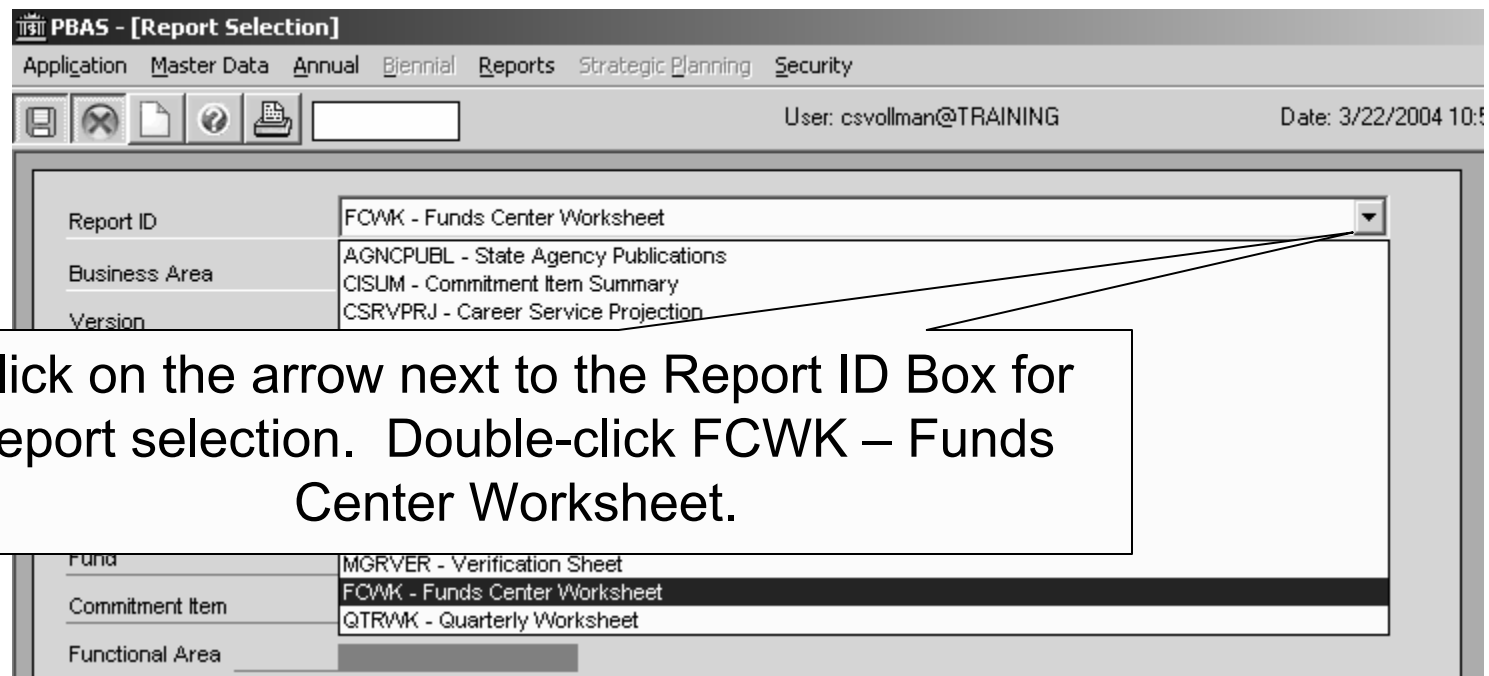 PBAS - [Report Selection]
Application Master Data Annual Biennial Reports Strategic Planning Security
User: csvollman@TRAINING Date: 3/22/2004 10:5
Report ID FCWK - Funds Center Worksheet
AGNCPUBL - State Agency Publications
Business Area
CISUM - Commitment Item Summary
Version
CSRVPRJ - Career Service Projection
lick on the arrow next to the Report ID Box for
eport selection. Double-click FCWK – Funds
Center Worksheet.
Fund
MGRVER - Verification Sheet
FCWK - Funds Center Worksheet
Commitment Item
QTRWK - Quarterly Worksheet
Functional Area